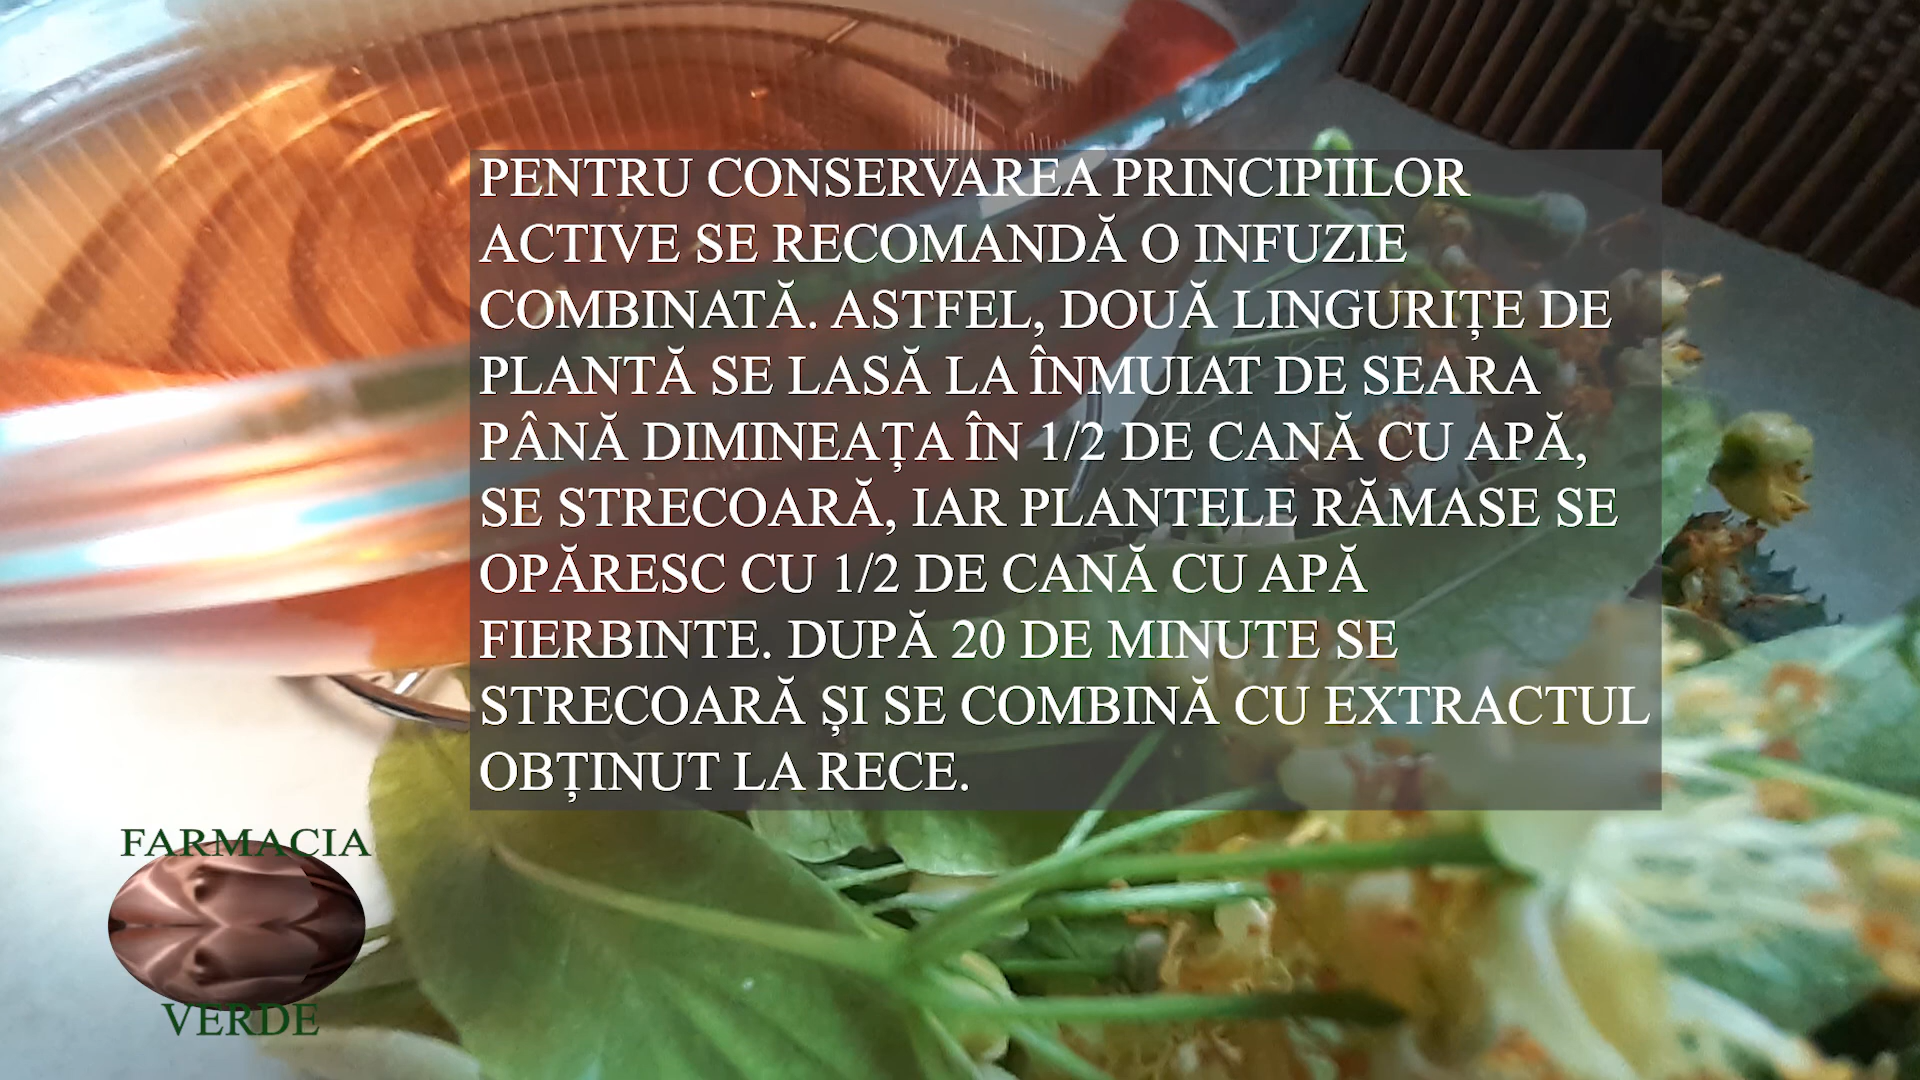 PENTRU CONSERVAREA PRINCIPIILOR
ACTIVE SE RECOMANDĂ O INFUZIE
COMBINATĂ. ASTFEL, DOUĂ LINGURIȚE DE
PLANTĂ SE LASĂ LA ÎNMUIAT DE SEARA
PÂNĂ DIMINEAȚA ÎN 1/2 DE CANĂ CU APĂ,
SE STRECOARĂ, IAR PLANTELE RĂMASE SE
OPĂRESC CU 1/2 DE CANĂ CU APĂ
FIERBINTE. DUPĂ 20 DE MINUTE SE
STRECOARĂ ȘI SE COMBINĂ CU EXTRACTUL
OBȚINUT LA RECE.
FARMACIA
VERDE